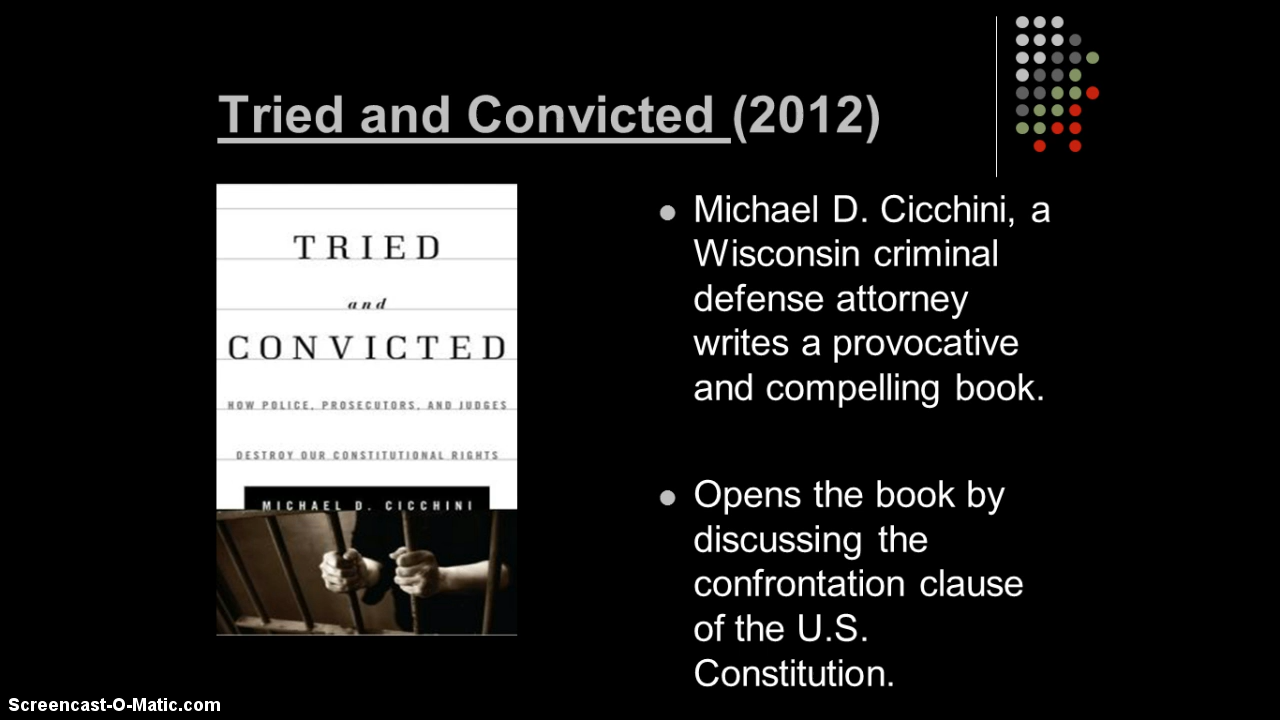 Tried and Convicted (2012)
TRIED
and
CONVICTED
HOW POLICE, PROSECUTORS, AND JUDGES
DESTROY OUR CONSTITUTIONAL RIGHTS
MICHAEL D. CICCHINI
Michael D. Cicchini, a
Wisconsin criminal
defense attorney
writes a provocative
and compelling book.
Opens the book by
discussing the
confrontation clause
of the U.S.
Constitution.
Screencast-O-Matic.com